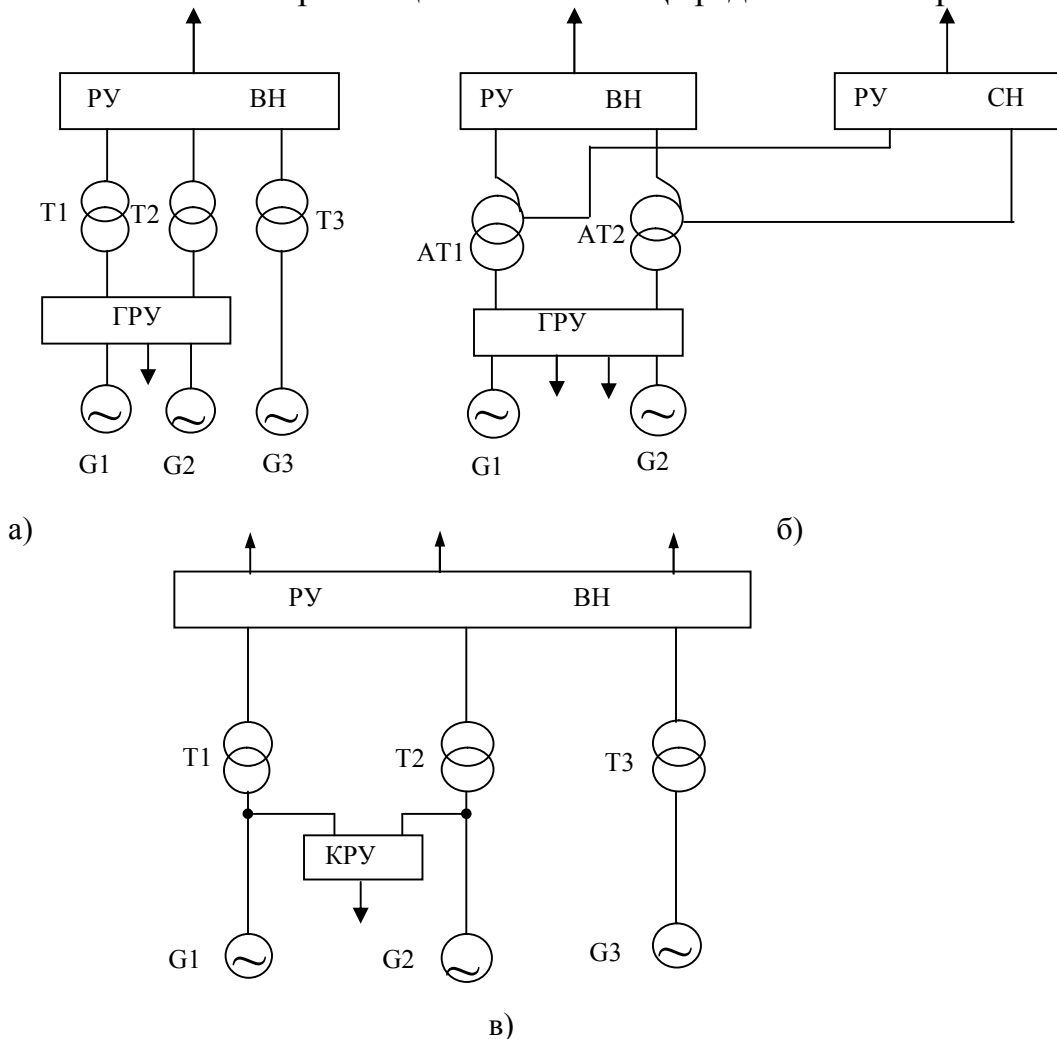 РУ ВН
Т1
Т2
Т3
ГРУ
G1
G2
G3
а)
РУ ВН
РУ СН
АТ1
АТ2
ГРУ
G1
G2
б)
РУ ВН
Т1
Т2
Т3
КРУ
G1
G2
G3
в)